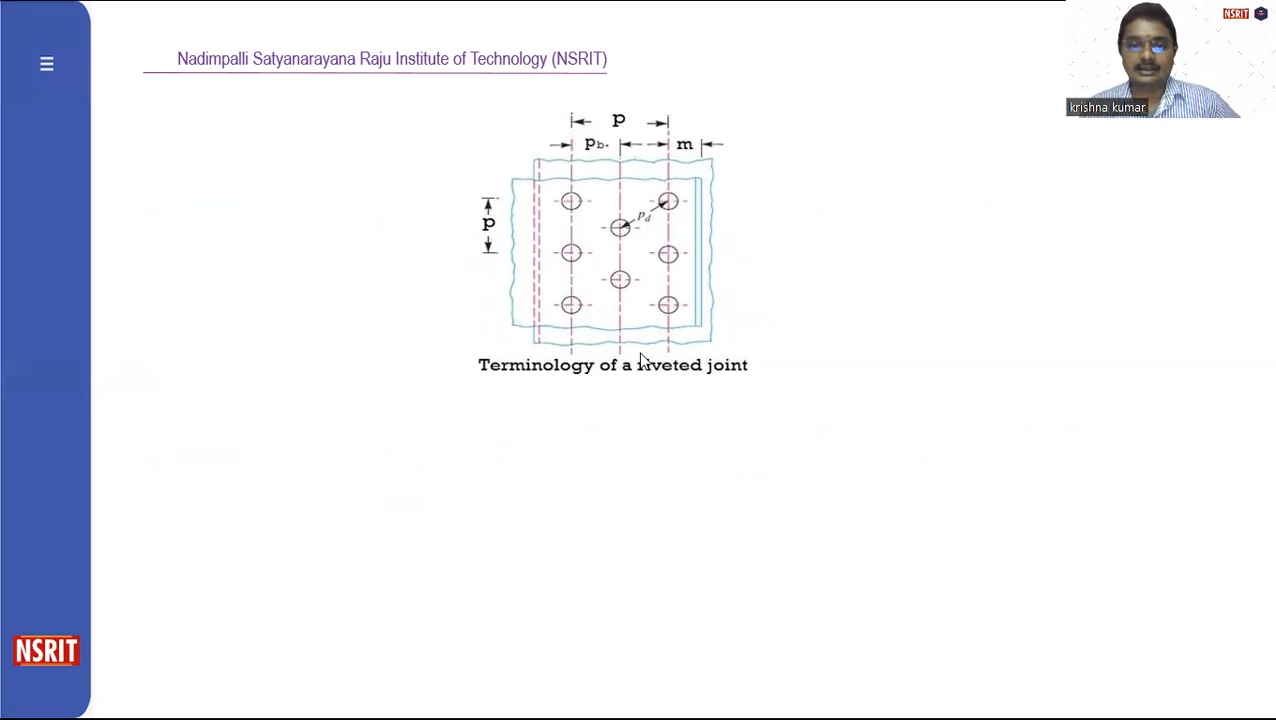 NSRIT
Nadimpalli Satyanarayana Raju Institute of Technology (NSRIT)
krishna kumar
p
pb.
m
p
pd
Terminology of a riveted joint
NSRIT